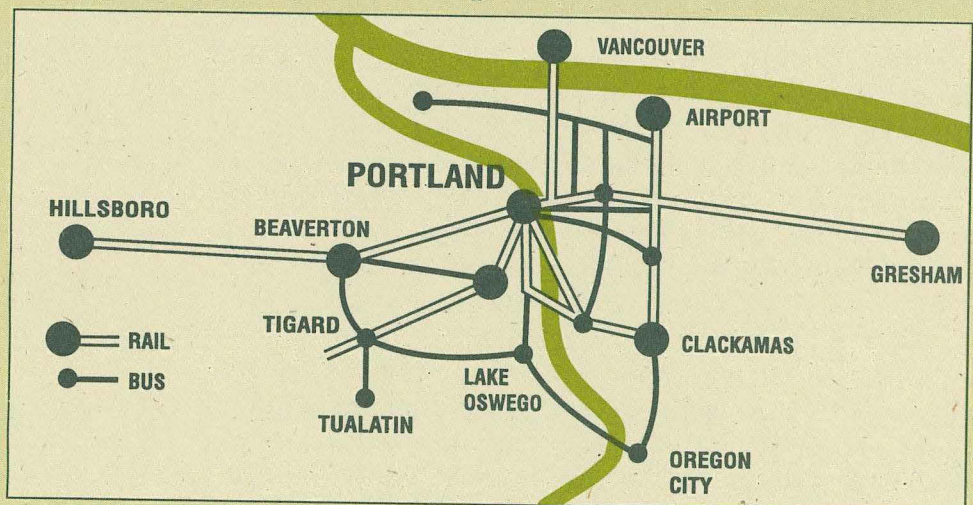 VANCOUVER
AIRPORT
PORTLAND
HILLSBORO
BEAVERTON
GRESHAM
TIGARD
RAIL
CLACKAMAS
BUS
LAKE
OSWEGO
TUALATIN
OREGON
CITY